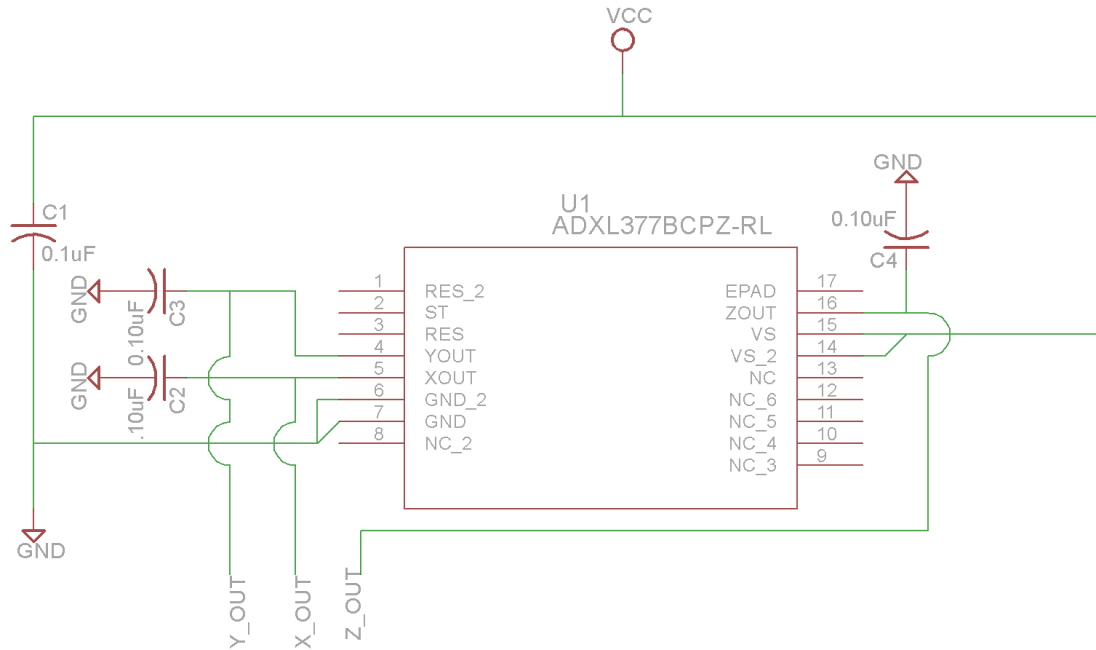 VCC
GND
C1
0.1uF
U1
ADXL377BCPZ-RL
0.10uF
C4
GND
0.10uF
C3
GND
.10uF
C2
1 RES_2
2 ST
3 RES
4 YOUT
5 XOUT
6 GND_2
7 GND
8 NC_2
EPAD 17
ZOUT 16
VS 15
VS_2 14
NC 13
NC_6 12
NC_5 11
NC_4 10
NC_3 9
GND
Y_OUT
X_OUT
Z_OUT